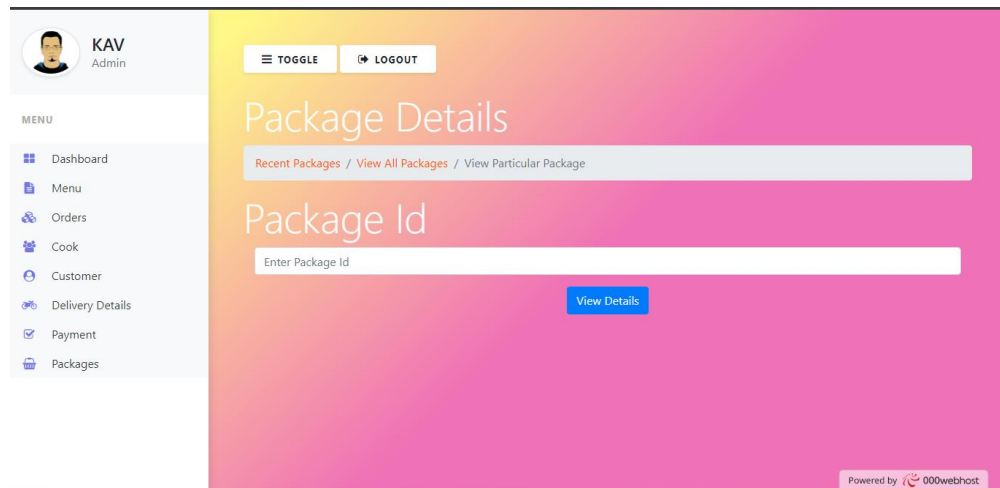 KAV
Admin
MENU
Dashboard
Menu
Orders
Cook
Customer
Delivery Details
Payment
Packages
TOGGLE
LOGOUT
Package Details
Recent Packages / View All Packages / View Particular Package
Package Id
Enter Package Id
View Details
Powered by 000webhost